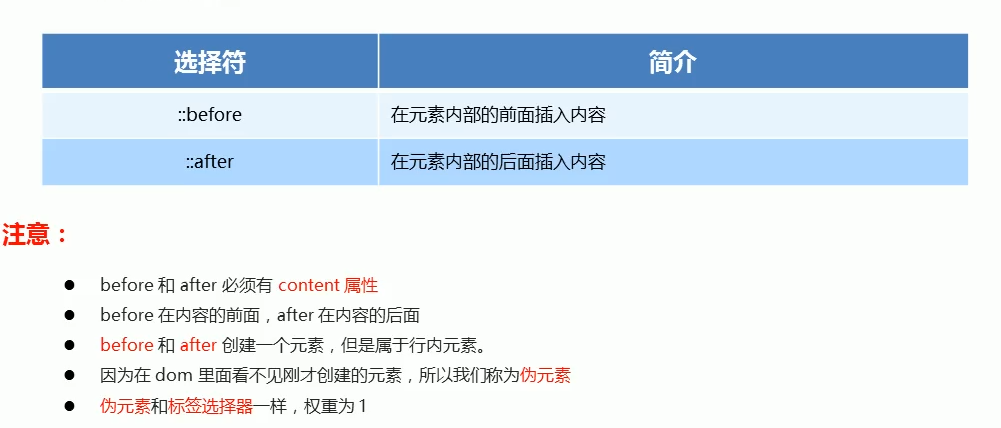 选择符 简介
::before 在元素内部的前面插入内容
::after 在元素内部的后面插入内容
注意：
● before 和 after 必须有 content 属性
● before 在内容的前面，after 在内容的后面
● before 和 after 创建一个元素，但是属于行内元素。
● 因为在 dom 里面看不见刚才创建的元素，所以我们称为伪元素
● 伪元素和标签选择器一样，权重为 1